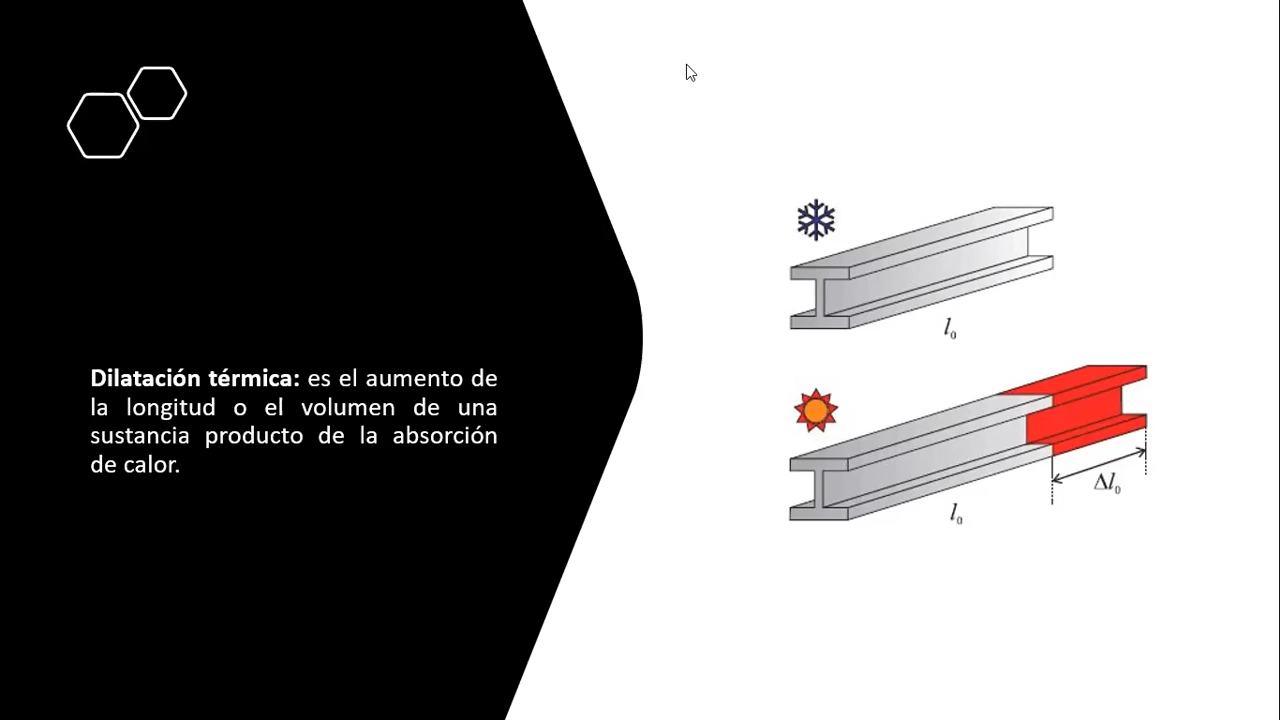 Dilatación térmica: es el aumento de
la longitud o el volumen de una
sustancia producto de la absorción
de calor.
l₀
l₀
Δl₀